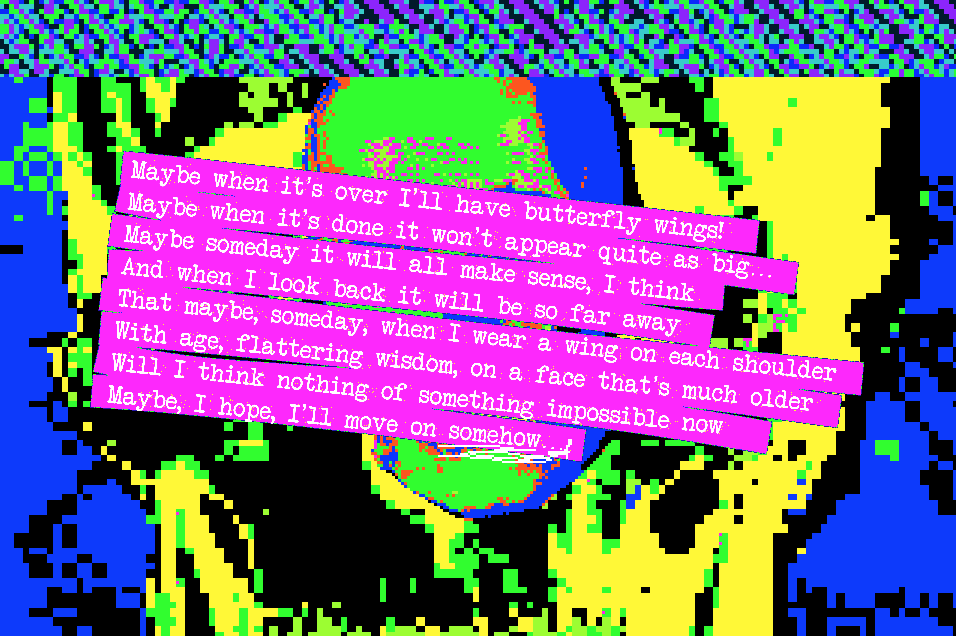 Maybe when it's over I'll have butterfly wings!
Maybe when it's done it won't appear quite as big...
Maybe someday it will all make sense, I think
And when I look back it will be so far away
That maybe, someday, when I wear a wing on each shoulder
With age, flattering wisdom, on a face that's much older
Will I think nothing of something impossible now
Maybe, I hope, I'll move on somehow...!